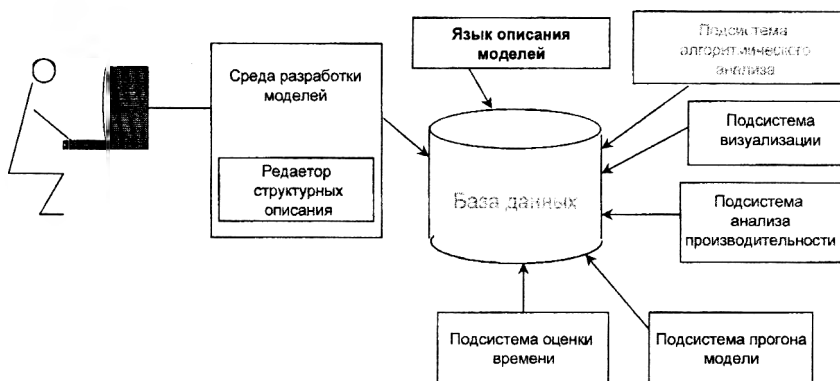 Язык описания
моделей
Подсистема
алгоритмического
анализа
Среда разработки
моделей
Редаетор
структурных
описания
База данных
Подсистема
визуализации
Подсистема
анализа
производительности
Подсистема оценки
времени
Подсистема прогона
модели